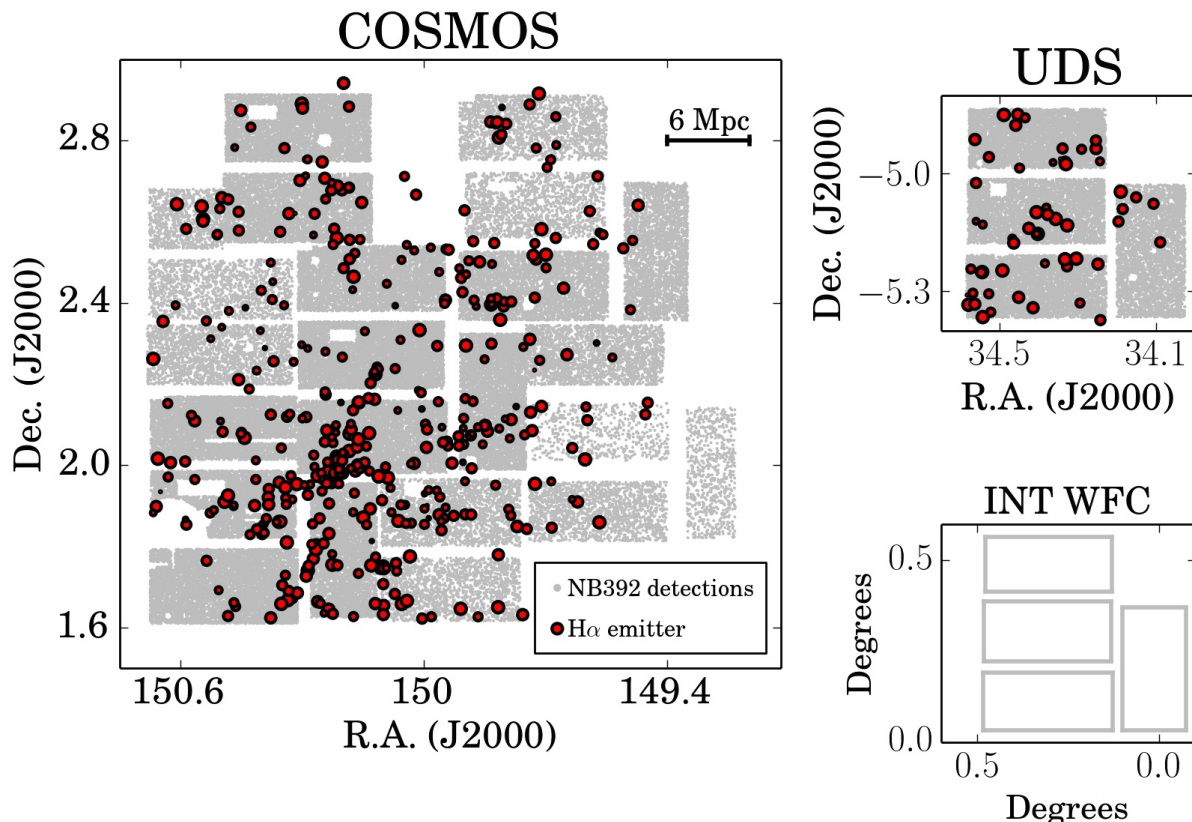 COSMOS
6 Mpc
2.8
2.4
2.0
1.6
Dec. (J2000)
NB392 detections
Hα emitter
150.6
150
149.4
R.A. (J2000)
UDS
−5.0
−5.3
Dec. (J2000)
34.5
34.1
R.A. (J2000)
INT WFC
0.5
0.0
Degrees
0.5
0.0
Degrees